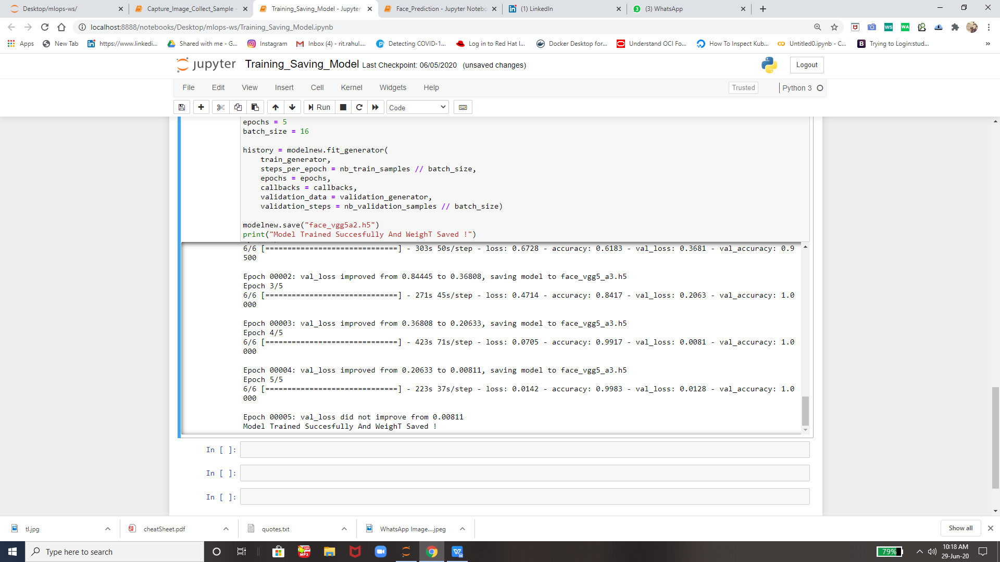 Desktop/mlops-ws/
Capture_Image_Collect_Sample -
Training_Saving_Model - Jupyter
Face_Prediction - Jupyter Notebo
(1) LinkedIn
(3) WhatsApp
localhost:8888/notebooks/Desktop/mlops-ws/Training_Saving_Model.ipynb
Apps New Tab https://www.linkedi... Shared with me - G... Instagram Inbox (4) - rit.rahul.... Detecting COVID-1... Log in to Red Hat I... Docker Desktop for... Understand OCI Fo... How To Inspect Kub... Untitled0.ipynb - C... Trying to Login:stud... »
jupyter Training_Saving_Model Last Checkpoint: 06/05/2020 (unsaved changes) Logout
File Edit View Insert Cell Kernel Widgets Help Trusted Python 3
Run Code
epochs = 5
batch_size = 16
history = modelnew.fit_generator(
train_generator,
steps_per_epoch = nb_train_samples // batch_size,
epochs = epochs,
callbacks = callbacks,
validation_data = validation_generator,
validation_steps = nb_validation_samples // batch_size)
modelnew.save("face_vgg5a2.h5")
print("Model Trained Succesfully And WeighT Saved !")
6/6 [==============================] - 303s 50s/step - loss: 0.6728 - accuracy: 0.6183 - val_loss: 0.3681 - val_accuracy: 0.9
500
Epoch 00002: val_loss improved from 0.84445 to 0.36808, saving model to face_vgg5_a3.h5
Epoch 3/5
6/6 [==============================] - 271s 45s/step - loss: 0.4714 - accuracy: 0.8417 - val_loss: 0.2063 - val_accuracy: 1.0
000
Epoch 00003: val_loss improved from 0.36808 to 0.20633, saving model to face_vgg5_a3.h5
Epoch 4/5
6/6 [==============================] - 423s 71s/step - loss: 0.0705 - accuracy: 0.9917 - val_loss: 0.0081 - val_accuracy: 1.0
000
Epoch 00004: val_loss improved from 0.20633 to 0.00811, saving model to face_vgg5_a3.h5
Epoch 5/5
6/6 [==============================] - 223s 37s/step - loss: 0.0142 - accuracy: 0.9983 - val_loss: 0.0128 - val_accuracy: 1.0
000
Epoch 00005: val_loss did not improve from 0.00811
Model Trained Succesfully And WeighT Saved !
In [ ]:
In [ ]:
In [ ]:
tl.jpg cheatSheet.pdf quotes.txt WhatsApp Image....jpeg Show all
Type here to search
79%
10:18 AM
29-Jun-20